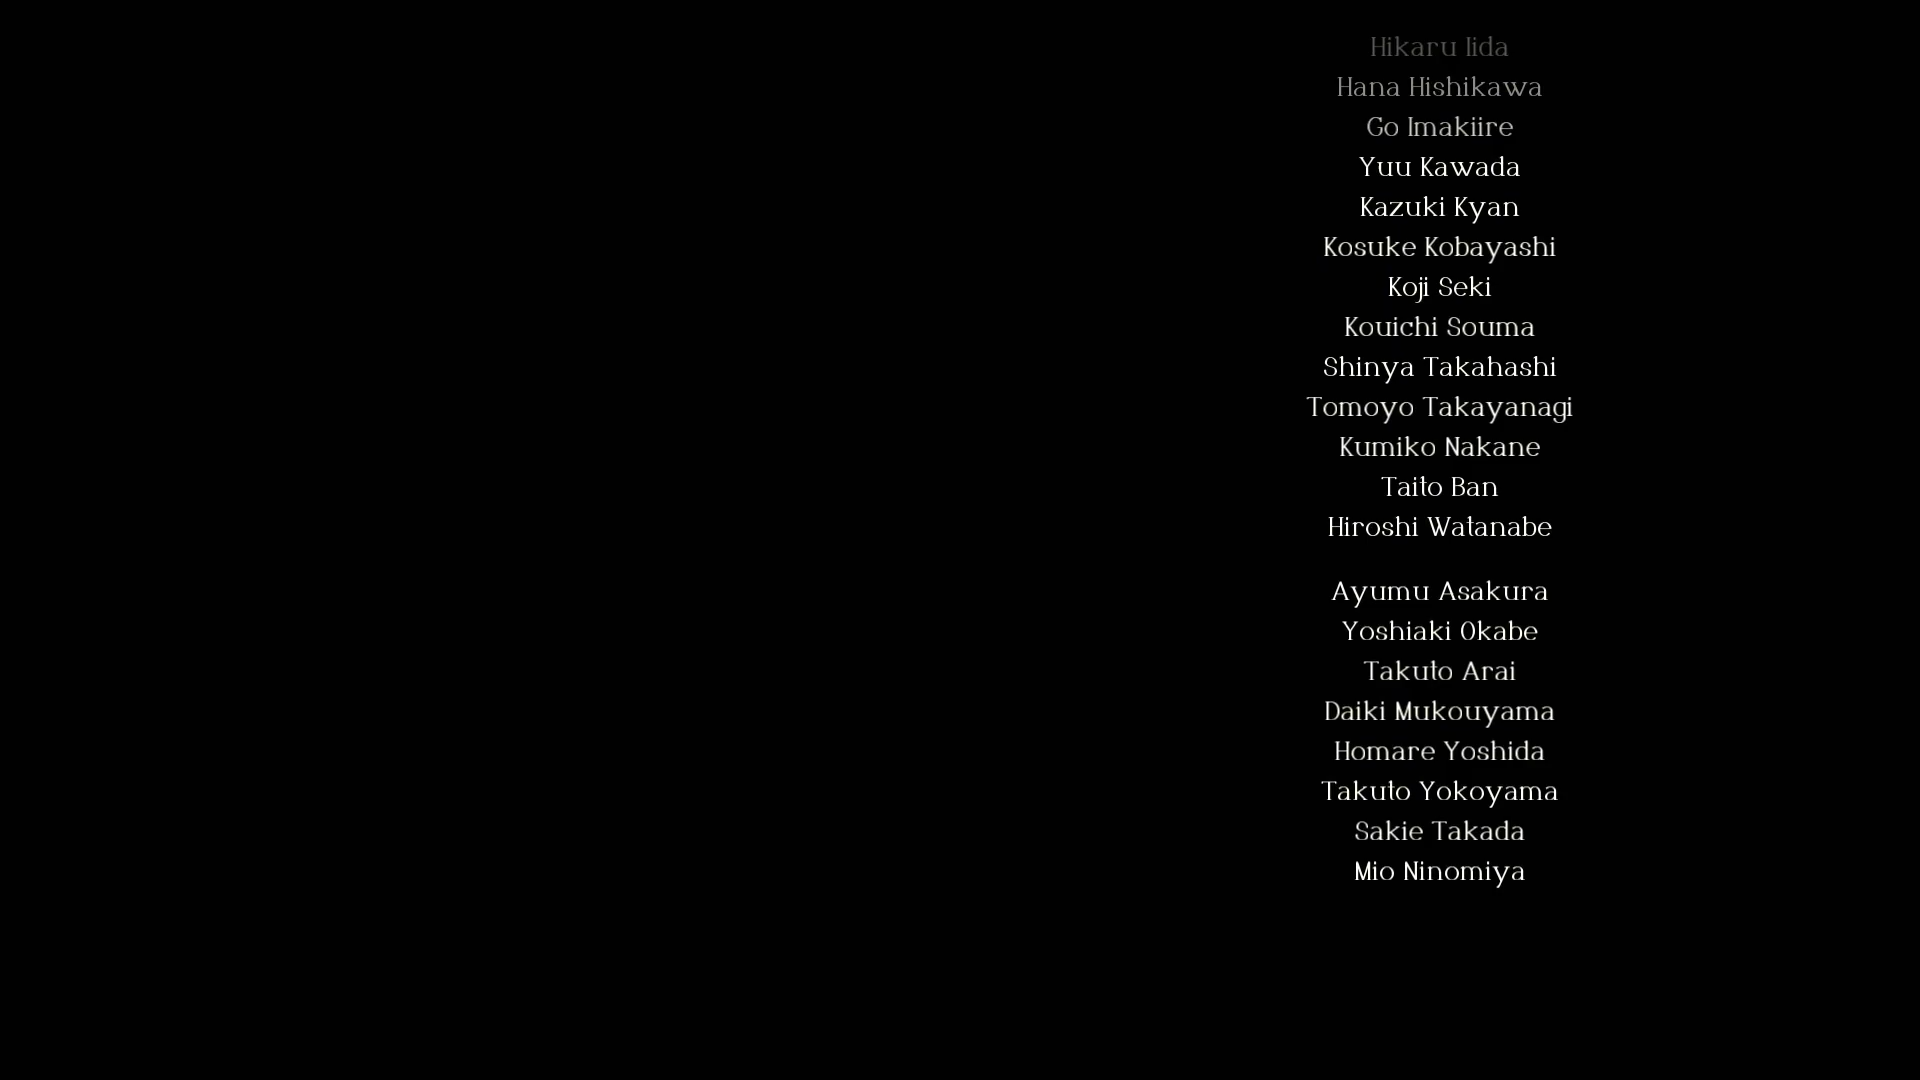 Hikaru Iida
Hana Hishikawa
Go Imakiire
Yuu Kawada
Kazuki Kyan
Kosuke Kobayashi
Koji Seki
Kouichi Souma
Shinya Takahashi
Tomoyo Takayanagi
Kumiko Nakane
Taito Ban
Hiroshi Watanabe
Ayumu Asakura
Yoshiaki Okabe
Takuto Arai
Daiki Mukouyama
Homare Yoshida
Takuto Yokoyama
Sakie Takada
Mio Ninomiya